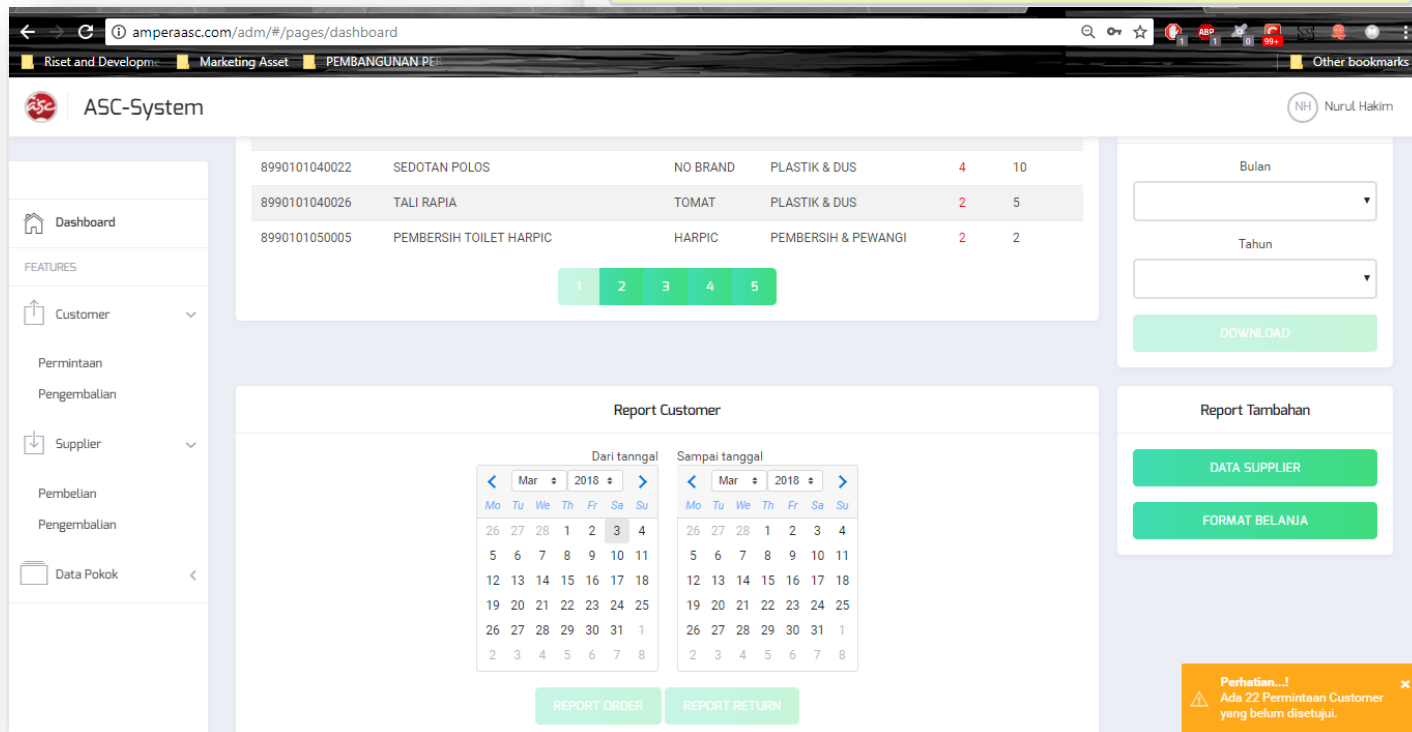 amperaasc.com/adm/#/pages/dashboard
Riset and Developme Marketing Asset PEMBANGUNAN PER Other bookmarks
1 ABP 1 0 99+
asc ASC-System NH Nurul Hakim
Dashboard
FEATURES
Customer
Permintaan
Pengembalian
Supplier
Pembelian
Pengembalian
Data Pokok
8990101040022 SEDOTAN POLOS NO BRAND PLASTIK & DUS 4 10
8990101040026 TALI RAPIA TOMAT PLASTIK & DUS 2 5
8990101050005 PEMBERSIH TOILET HARPIC HARPIC PEMBERSIH & PEWANGI 2 2
1 2 3 4 5
Bulan
Tahun
DOWNLOAD
Report Customer
Dari tanngal Sampai tanggal
Mar 2018 Mar 2018
Mo Tu We Th Fr Sa Su Mo Tu We Th Fr Sa Su
26 27 28 1 2 3 4 26 27 28 1 2 3 4
5 6 7 8 9 10 11 5 6 7 8 9 10 11
12 13 14 15 16 17 18 12 13 14 15 16 17 18
19 20 21 22 23 24 25 19 20 21 22 23 24 25
26 27 28 29 30 31 1 26 27 28 29 30 31 1
2 3 4 5 6 7 8 2 3 4 5 6 7 8
REPORT ORDER REPORT RETURN
Report Tambahan
DATA SUPPLIER
FORMAT BELANJA
Perhatian...!
Ada 22 Permintaan Customer
yang belum disetujui.